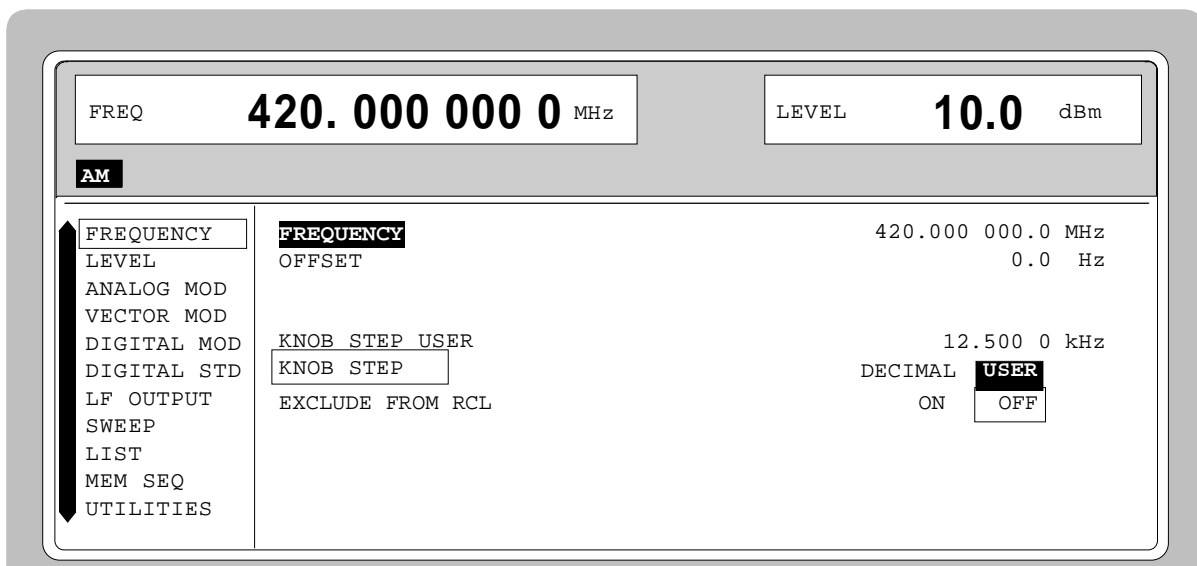 FREQ 420. 000 000 0 MHz
LEVEL 10.0 dBm
AM
FREQUENCY
LEVEL
ANALOG MOD
VECTOR MOD
DIGITAL MOD
DIGITAL STD
LF OUTPUT
SWEEP
LIST
MEM SEQ
UTILITIES
FREQUENCY 420.000 000.0 MHz
OFFSET 0.0 Hz
KNOB STEP USER 12.500 0 kHz
KNOB STEP DECIMAL USER
EXCLUDE FROM RCL ON OFF